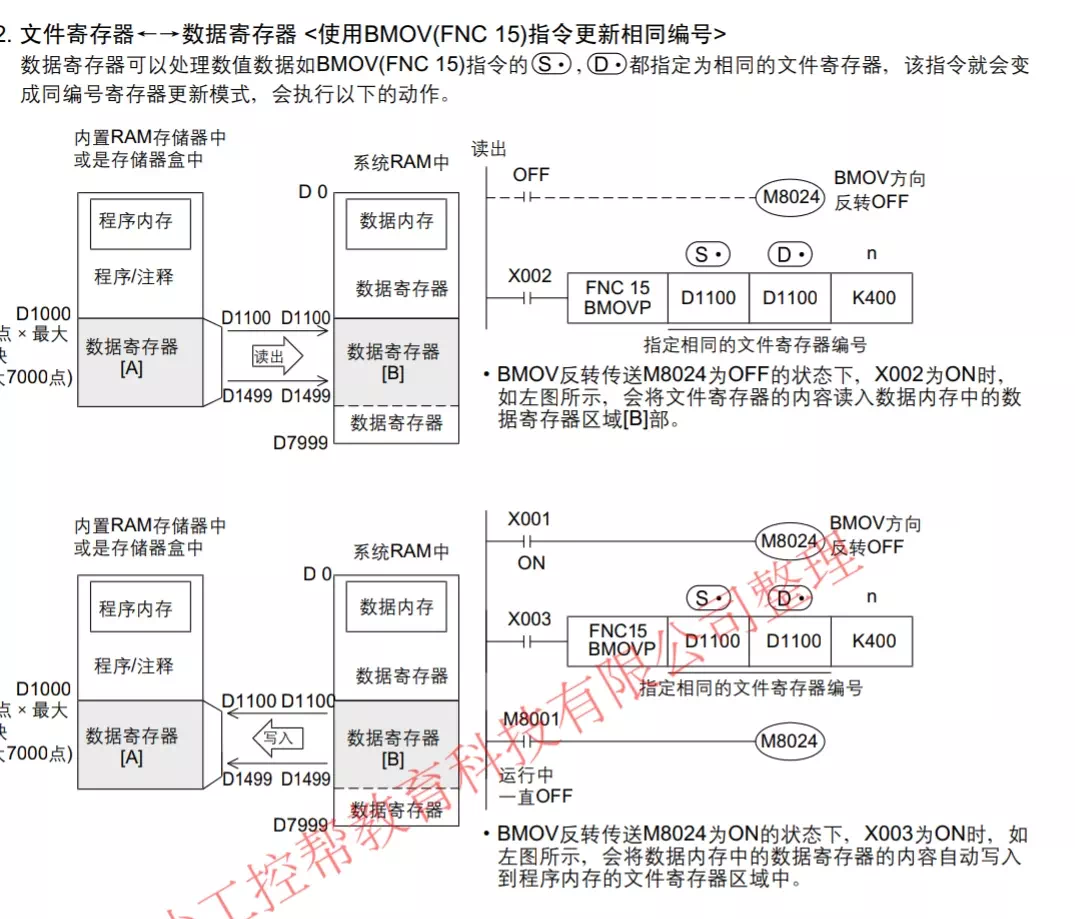 2. 文件寄存器←→数据寄存器 <使用BMOV(FNC 15)指令更新相同编号>
数据寄存器可以处理数值数据如BMOV(FNC 15)指令的(S•),(D•)都指定为相同的文件寄存器，该指令就会变
成同编号寄存器更新模式，会执行以下的动作。
内置RAM存储器中
或是存储器盒中
系统RAM中
D 0
程序内存
程序/注释
数据内存
数据寄存器
D1000
点 × 最大
块
大7000点)
数据寄存器
[A]
D1100 D1100
读出
D1499 D1499
数据寄存器
[B]
数据寄存器
D7999
读出
OFF
M8024
BMOV方向
反转OFF
S• D• n
X002
FNC 15
BMOVP
D1100
D1100
K400
指定相同的文件寄存器编号
• BMOV反转传送M8024为OFF的状态下，X002为ON时，
如左图所示，会将文件寄存器的内容读入数据内存中的数
据寄存器区域[B]部。
内置RAM存储器中
或是存储器盒中
系统RAM中
D 0
程序内存
程序/注释
数据内存
数据寄存器
D1000
点 × 最大
块
大7000点)
数据寄存器
[A]
D1100 D1100
写入
D1499 D1499
数据寄存器
[B]
数据寄存器
D7999
X001
ON
M8024
BMOV方向
反转OFF
S• D• n
X003
FNC15
BMOVP
D1100
D1100
K400
指定相同的文件寄存器编号
M8001
M8024
运行中
一直OFF
• BMOV反转传送M8024为ON的状态下，X003为ON时，如
左图所示，会将数据内存中的数据寄存器的内容自动写入
到程序内存的文件寄存器区域中。
工控帮教育科技有限公司整理